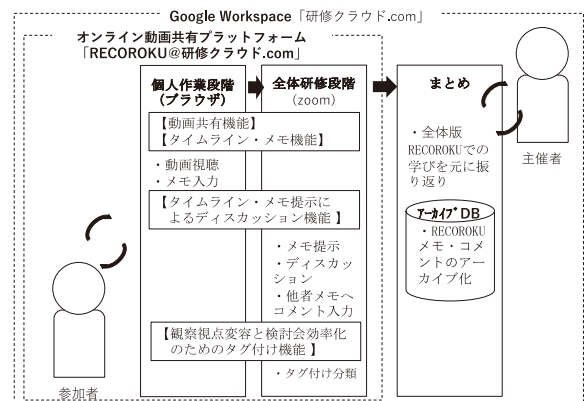 Google Workspace「研修クラウド.com」
オンライン動画共有プラットフォーム
「RECOROKU@研修クラウド.com」
個人作業段階
(ブラウザ)
全体研修段階
(zoom)
まとめ
【動画共有機能】
【タイムライン・メモ機能】
・動画視聴
・メモ入力
【タイムライン・メモ提示に
よるディスカッション機能 】
・メモ提示
・ディスカッ
ション
・他者メモへ
コメント入力
【観察視点変容と検討会効率化
のためのタグ付け機能 】
・タグ付け分類
・全体版
RECOROKUでの
学びを元に振
り返り
アーカイブDB
・RECOROKU
メモ・コメ
ントのアー
カイブ化
主催者
参加者